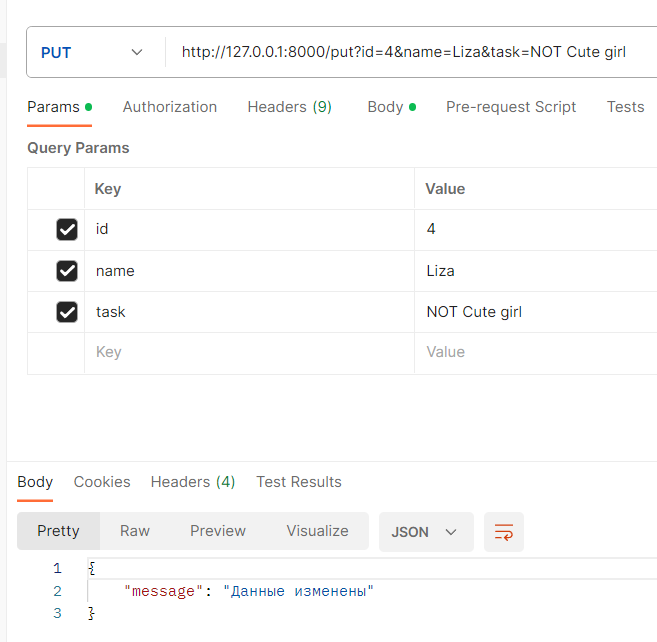 PUT http://127.0.0.1:8000/put?id=4&name=Liza&task=NOT Cute girl
Params Authorization Headers (9) Body Pre-request Script Tests
Query Params
Key Value
id 4
name Liza
task NOT Cute girl
Key Value
Body Cookies Headers (4) Test Results
Pretty Raw Preview Visualize JSON
1 {
2 "message": "Данные изменены"
3 }